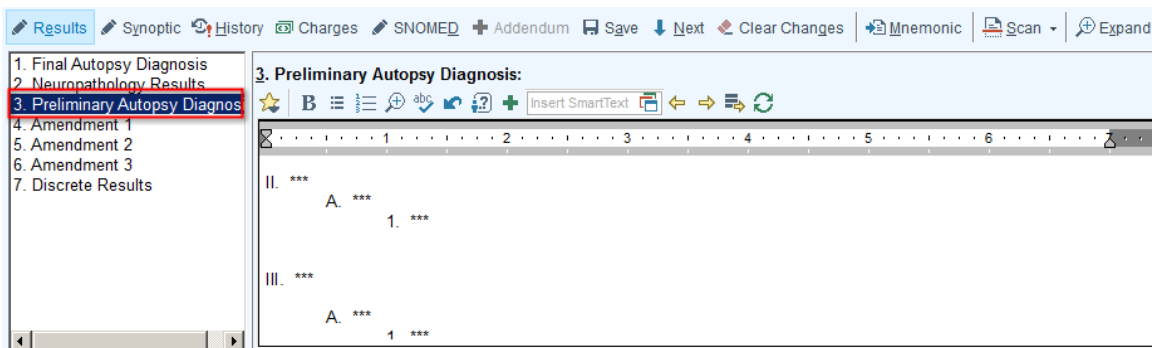 Results Synoptic History Charges SNOMED Addendum Save Next Clear Changes Mnemonic Scan Expand
1. Final Autopsy Diagnosis
2. Neuropathology Results
3. Preliminary Autopsy Diagnos
4. Amendment 1
5. Amendment 2
6. Amendment 3
7. Discrete Results
3. Preliminary Autopsy Diagnosis:
B abc Insert SmartText
1 2 3 4 5 6 7
II. ***
A. ***
1. ***
III. ***
A. ***
1 ***